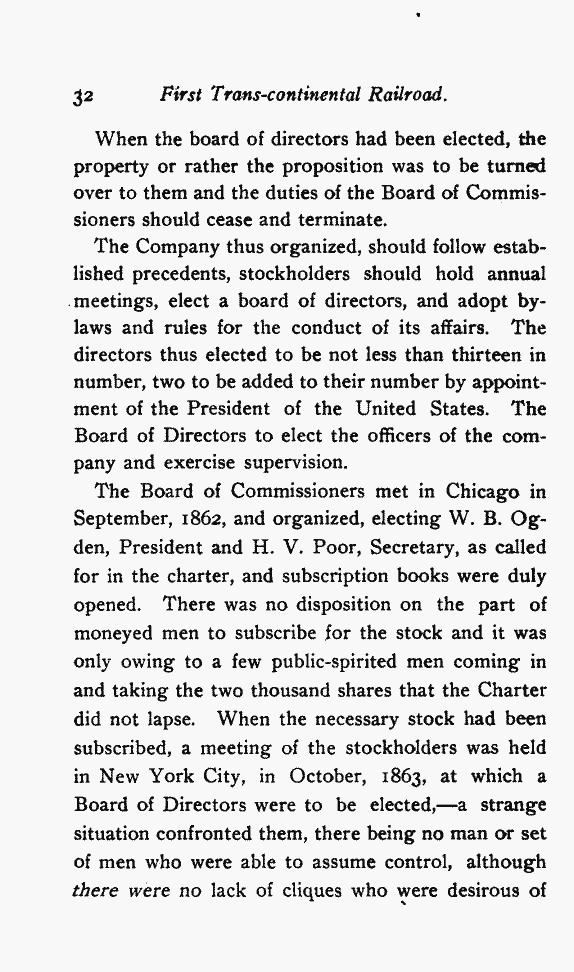 32 First Trans-continental Railroad.
When the board of directors had been elected, the
property or rather the proposition was to be turned
over to them and the duties of the Board of Commis-
sioners should cease and terminate.
The Company thus organized, should follow estab-
lished precedents, stockholders should hold annual
meetings, elect a board of directors, and adopt by-
laws and rules for the conduct of its affairs. The
directors thus elected to be not less than thirteen in
number, two to be added to their number by appoint-
ment of the President of the United States. The
Board of Directors to elect the officers of the com-
pany and exercise supervision.
The Board of Commissioners met in Chicago in
September, 1862, and organized, electing W. B. Og-
den, President and H. V. Poor, Secretary, as called
for in the charter, and subscription books were duly
opened. There was no disposition on the part of
moneyed men to subscribe for the stock and it was
only owing to a few public-spirited men coming in
and taking the two thousand shares that the Charter
did not lapse. When the necessary stock had been
subscribed, a meeting of the stockholders was held
in New York City, in October, 1863, at which a
Board of Directors were to be elected,—a strange
situation confronted them, there being no man or set
of men who were able to assume control, although
there were no lack of cliques who were desirous of